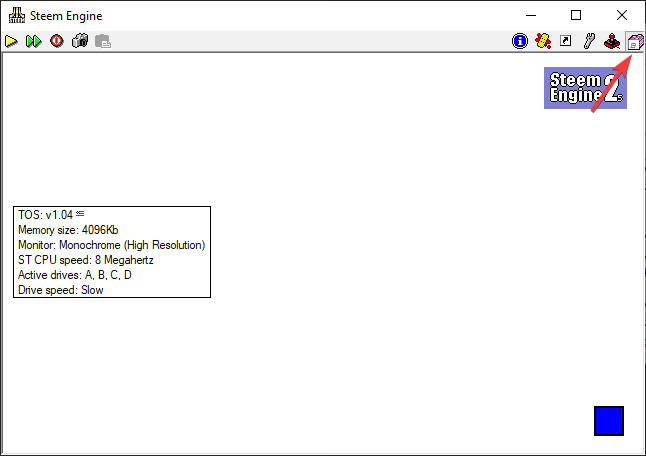 Steem Engine
Steem
Engine 2
5
TOS: v1.04
Memory size: 4096Kb
Monitor: Monochrome (High Resolution)
ST CPU speed: 8 Megahertz
Active drives: A, B, C, D
Drive speed: Slow